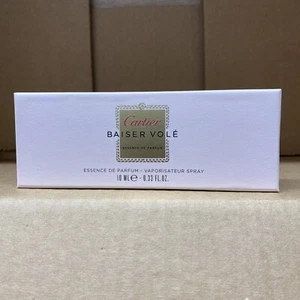 Cartier
BAISER VOLÉ
ESSENCE DE PARFUM
ESSENCE DE PARFUM - VAPORISATEUR SPRAY
10 ML ℮ - 0.33 FL.OZ.